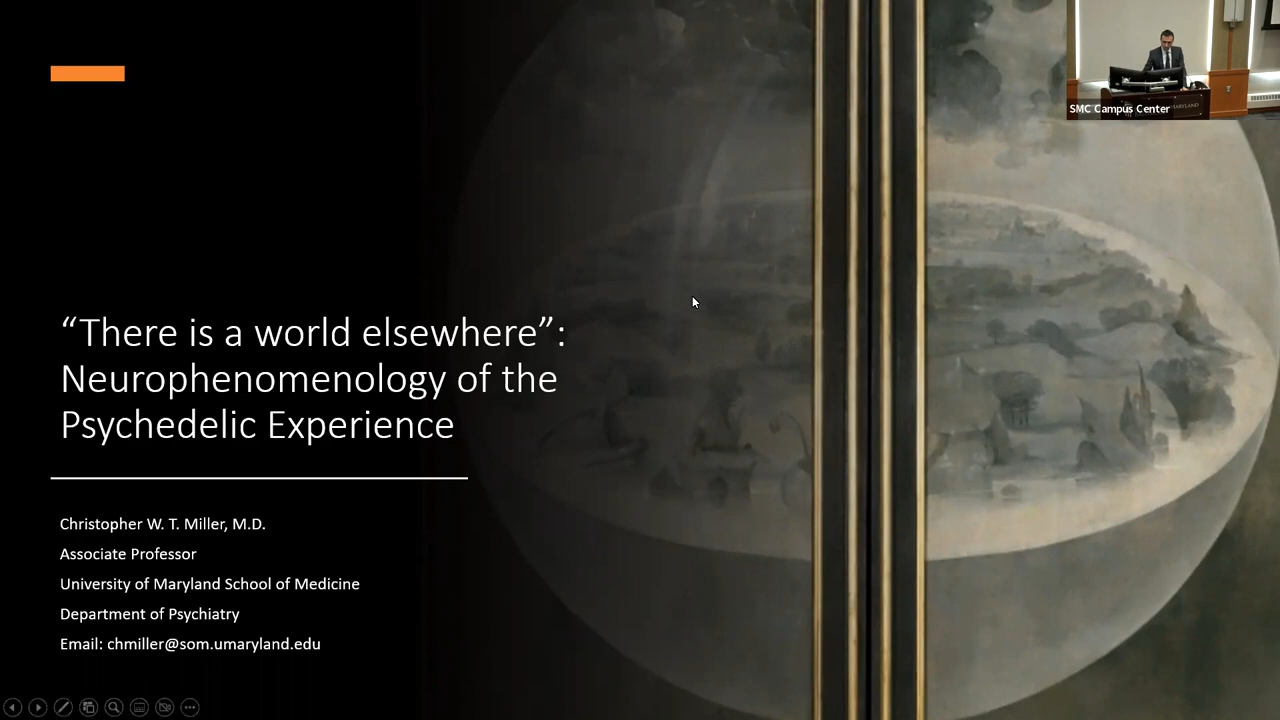 SMC Campus Center
“There is a world elsewhere”:
Neurophenomenology of the
Psychedelic Experience
Christopher W. T. Miller, M.D.
Associate Professor
University of Maryland School of Medicine
Department of Psychiatry
Email: chmiller@som.umaryland.edu